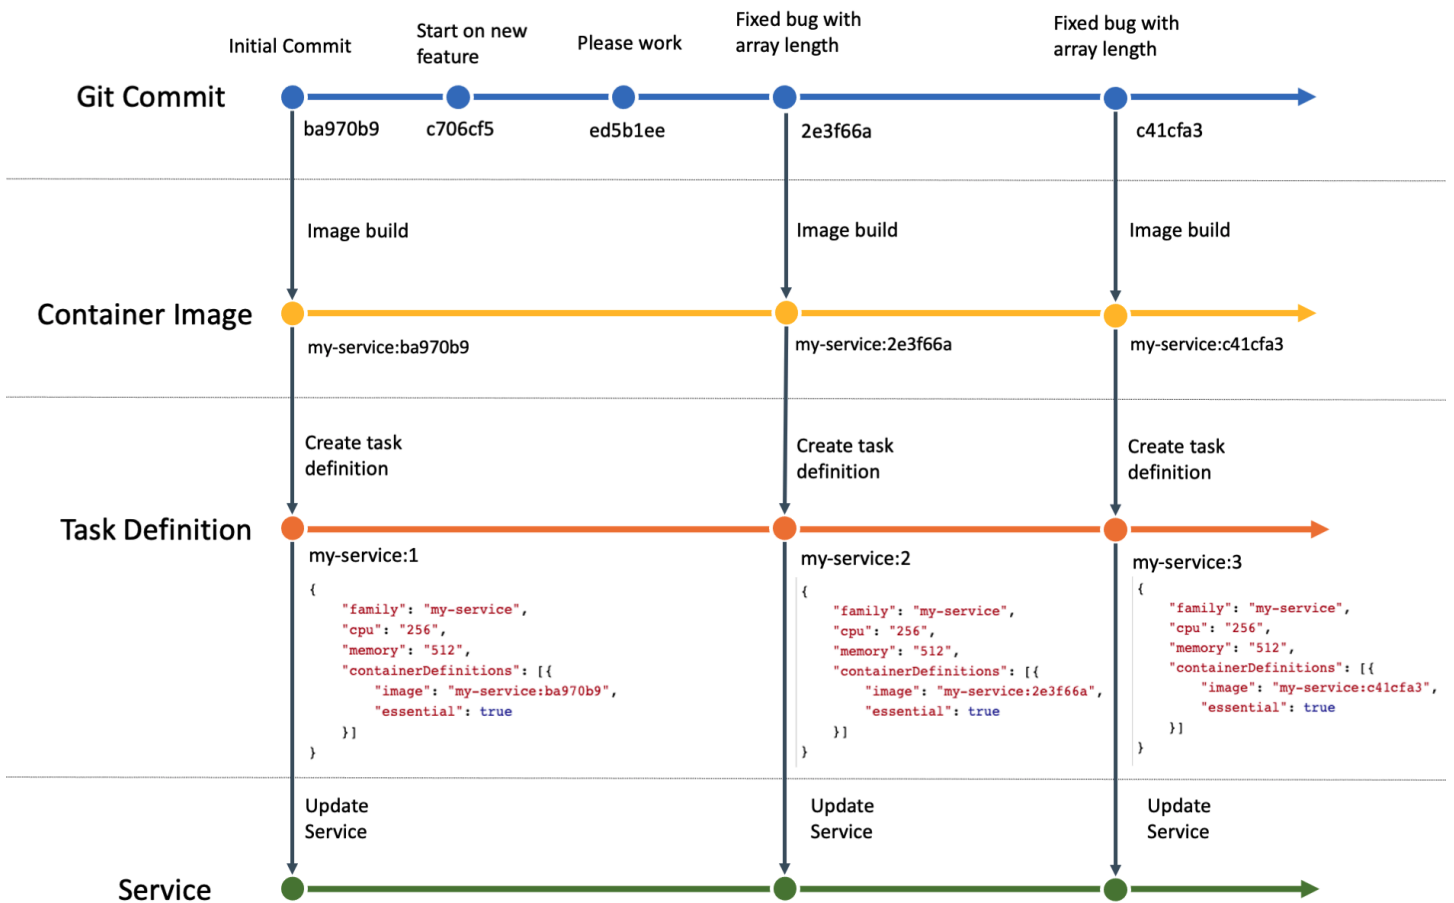 Initial Commit
Start on new
feature
Please work
Fixed bug with
array length
Fixed bug with
array length
Git Commit
ba970b9
c706cf5
ed5b1ee
2e3f66a
c41cfa3
Image build
Image build
Image build
Container Image
my-service:ba970b9
my-service:2e3f66a
my-service:c41cfa3
Create task
definition
Create task
definition
Create task
definition
Task Definition
my-service:1
{
"family": "my-service",
"cpu": "256",
"memory": "512",
"containerDefinitions": [{
"image": "my-service:ba970b9",
"essential": true
}]
}
my-service:2
{
"family": "my-service",
"cpu": "256",
"memory": "512",
"containerDefinitions": [{
"image": "my-service:2e3f66a",
"essential": true
}]
}
my-service:3
{
"family": "my-service",
"cpu": "256",
"memory": "512",
"containerDefinitions": [{
"image": "my-service:c41cfa3",
"essential": true
}]
}
Update
Service
Update
Service
Update
Service
Service